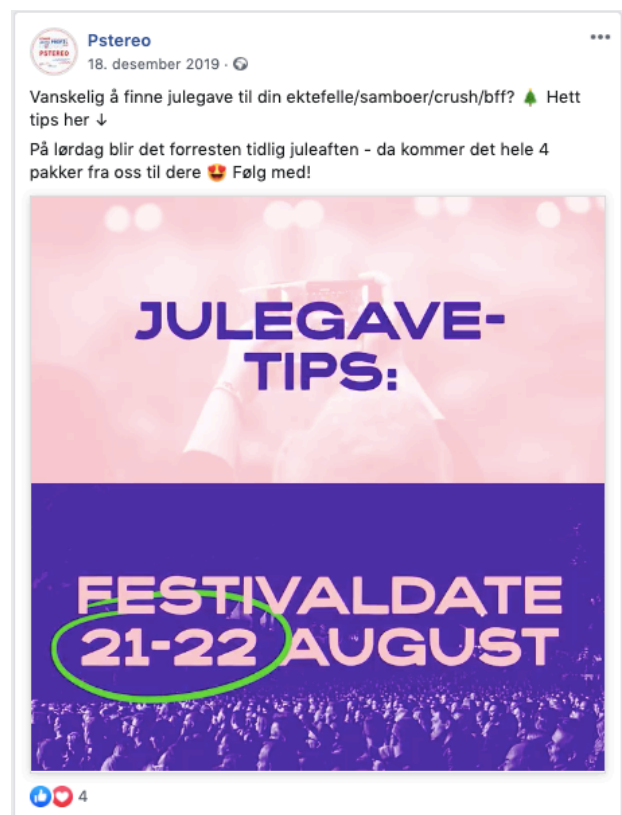 Pstereo
18. desember 2019 ·
Vanskelig å finne julegave til din ektefelle/samboer/crush/bff? 🌲 Hett
tips her ↓
På lørdag blir det forresten tidlig juleaften - da kommer det hele 4
pakker fra oss til dere 😍 Følg med!
JULEGAVE-
TIPS:
FESTIVALDATE
21-22 AUGUST
4